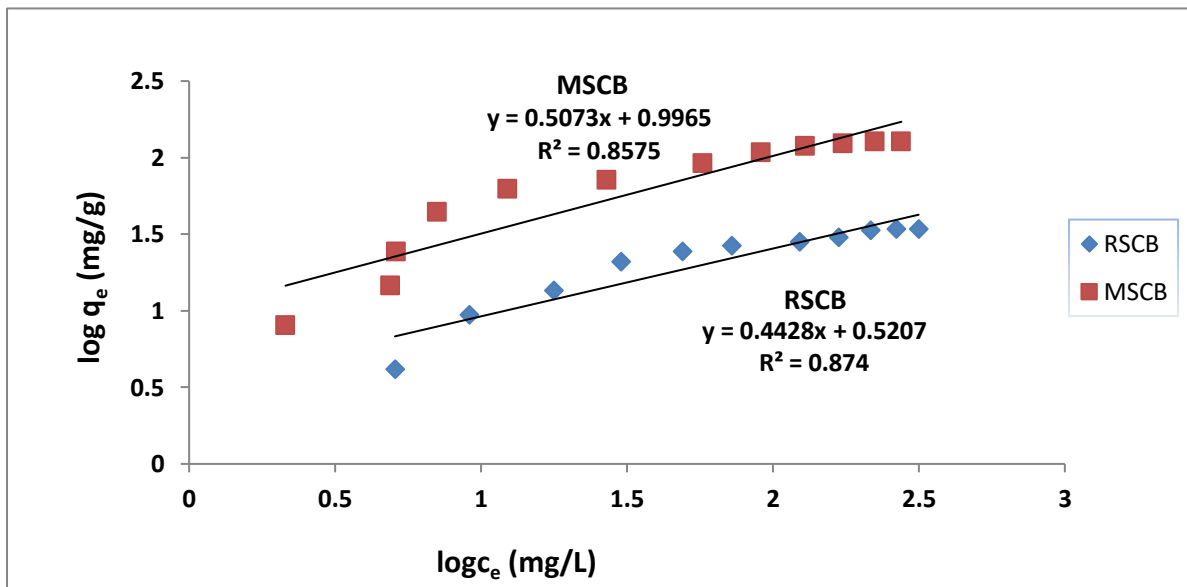 MSCB
y = 0.5073x + 0.9965
R² = 0.8575
RSCB
y = 0.4428x + 0.5207
R² = 0.874
2.5
2
1.5
1
0.5
0
0 0.5 1 1.5 2 2.5 3
log qₑ (mg/g)
logcₑ (mg/L)
RSCB
MSCB